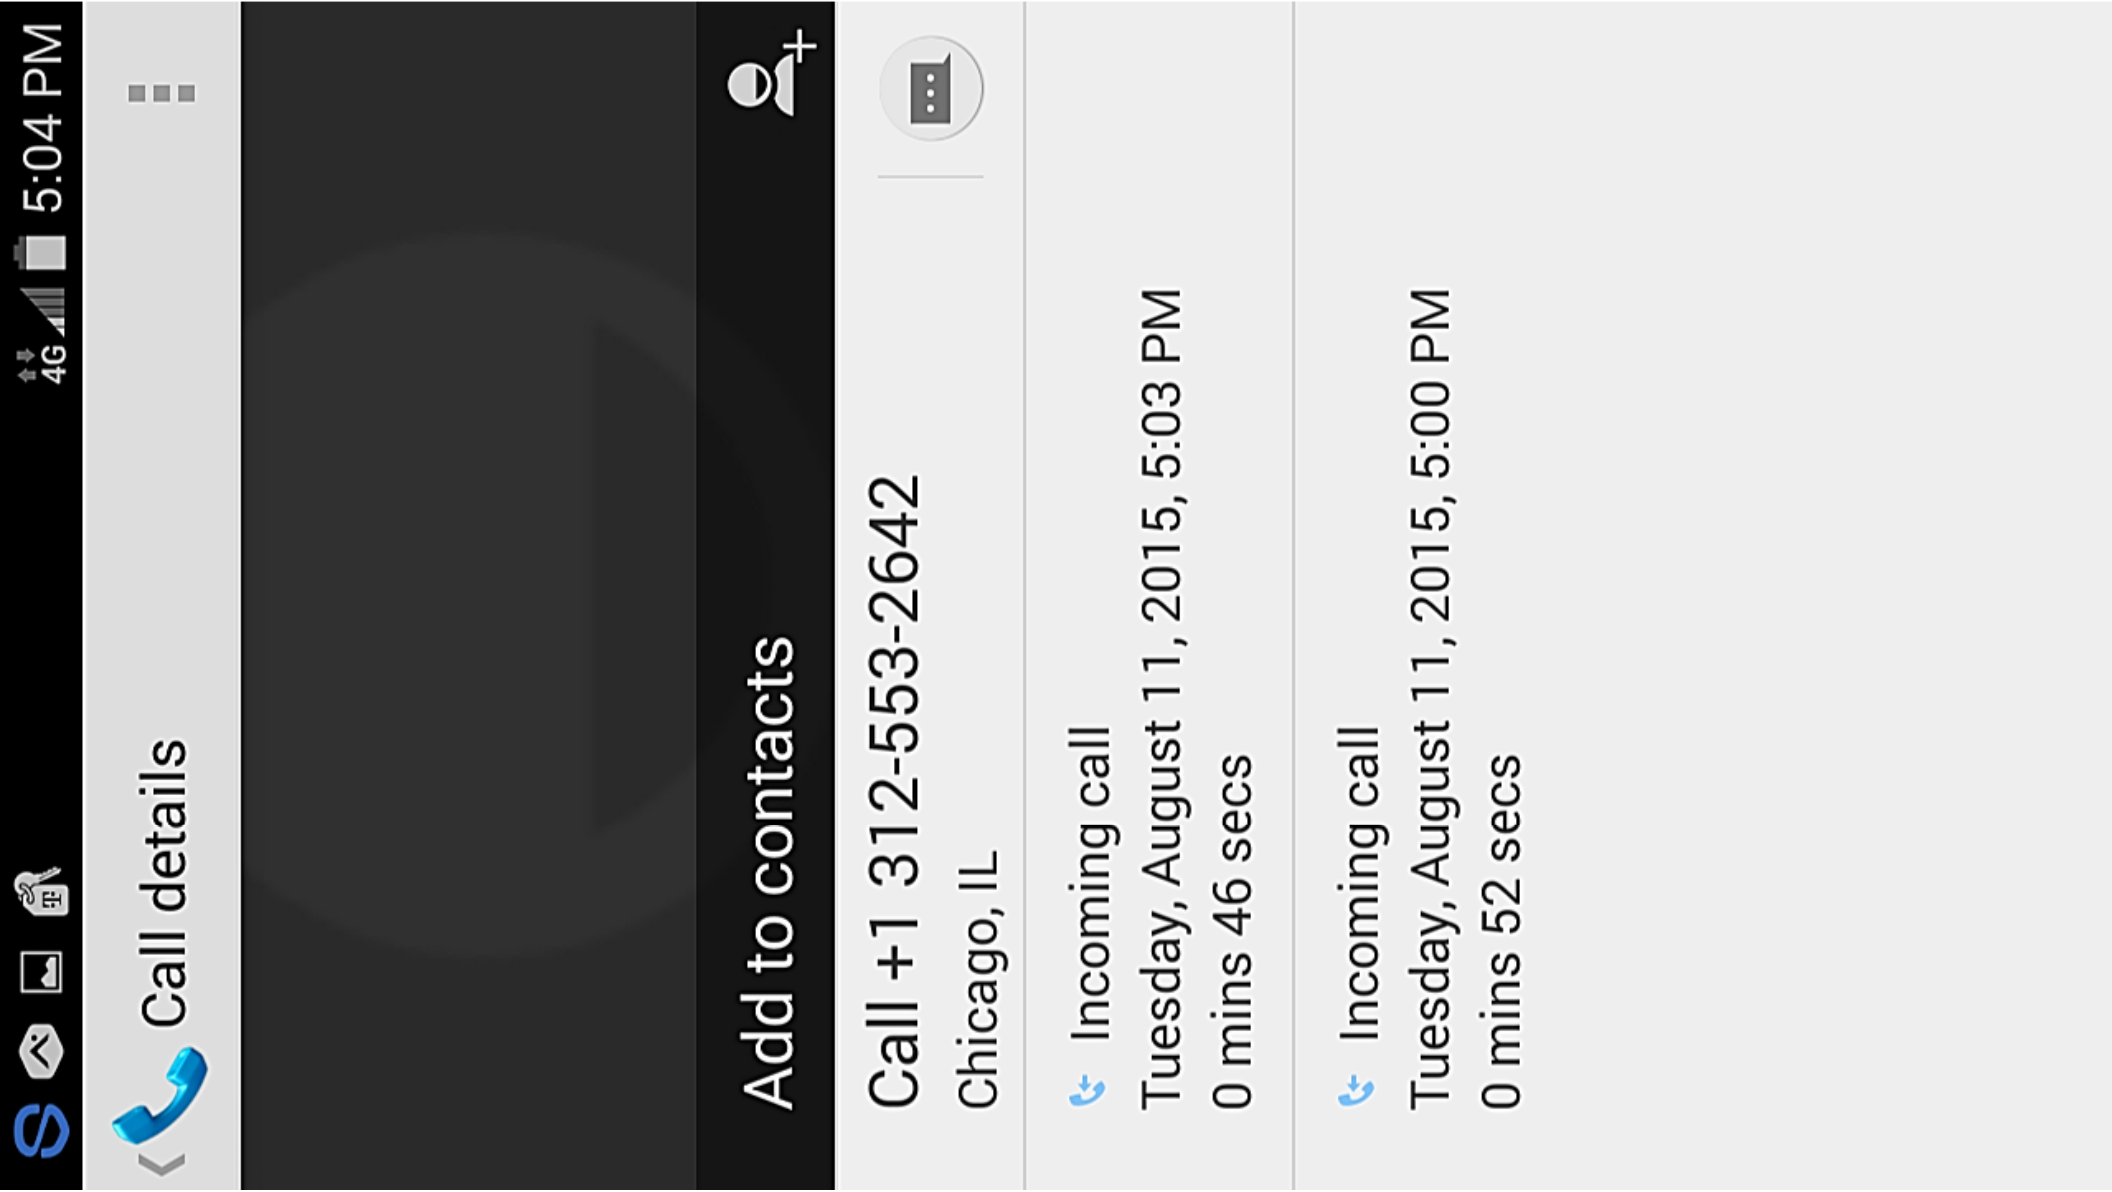 4G 5:04 PM
Call details
Add to contacts
Call +1 312-553-2642
Chicago, IL
Incoming call
Tuesday, August 11, 2015, 5:03 PM
0 mins 46 secs
Incoming call
Tuesday, August 11, 2015, 5:00 PM
0 mins 52 secs